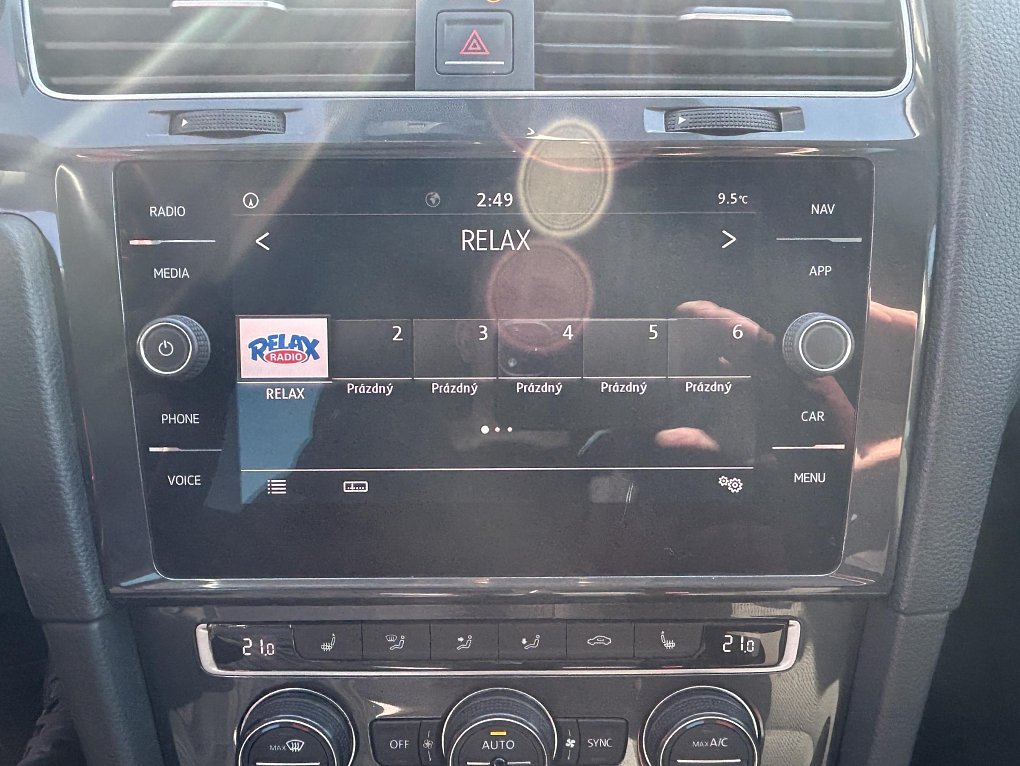 RADIO
MEDIA
PHONE
VOICE
2:49
9.5°C
< RELAX >
RELAX
RADIO
2
3
4
5
6
RELAX
Prázdný
Prázdný
Prázdný
Prázdný
Prázdný
NAV
APP
CAR
MENU
21.0
21.0
MAX
OFF
AUTO
SYNC
MAX A/C